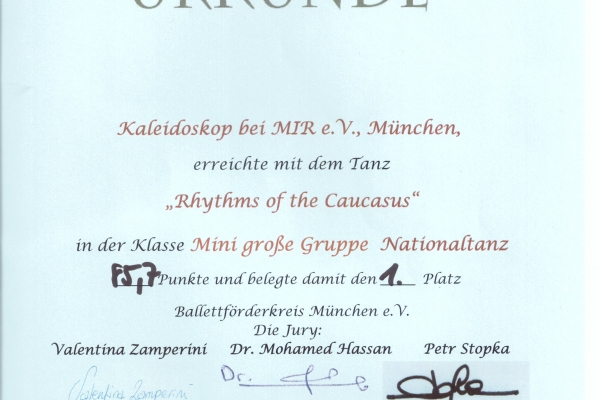 URKUNDE
Kaleidoskop bei MIR e.V., München,
erreichte mit dem Tanz
„Rhythms of the Caucasus“
in der Klasse Mini große Gruppe Nationaltanz
Punkte und belegte damit den 1. Platz
Ballettförderkreis München e.V.
Die Jury:
Valentina Zamperini Dr. Mohamed Hassan Petr Stopka
Valentina Zamperini Dr.